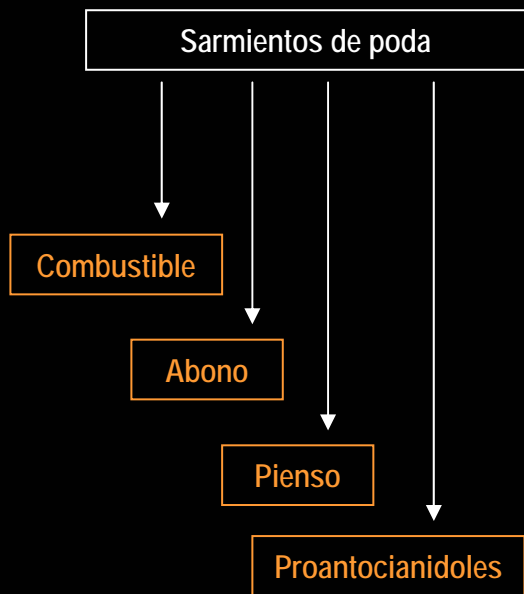 Sarmientos de poda
Combustible
Abono
Pienso
Proantocianidoles